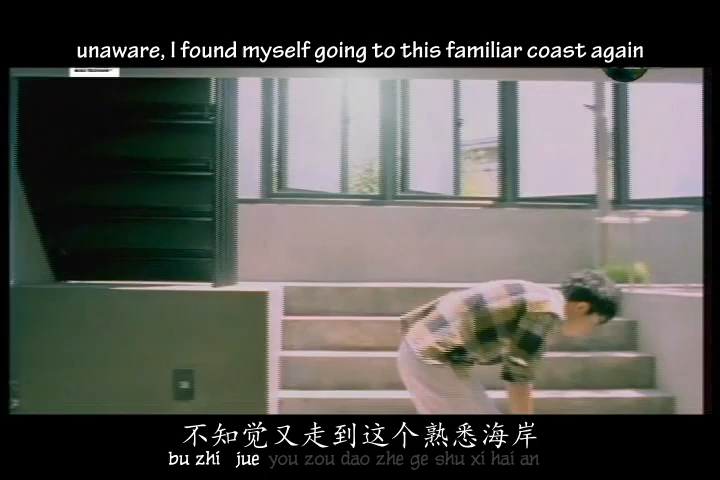 unaware, I found myself going to this familiar coast again
不知觉又走到这个熟悉海岸
bu zhi jue you zou dao zhe ge shu xi hai an